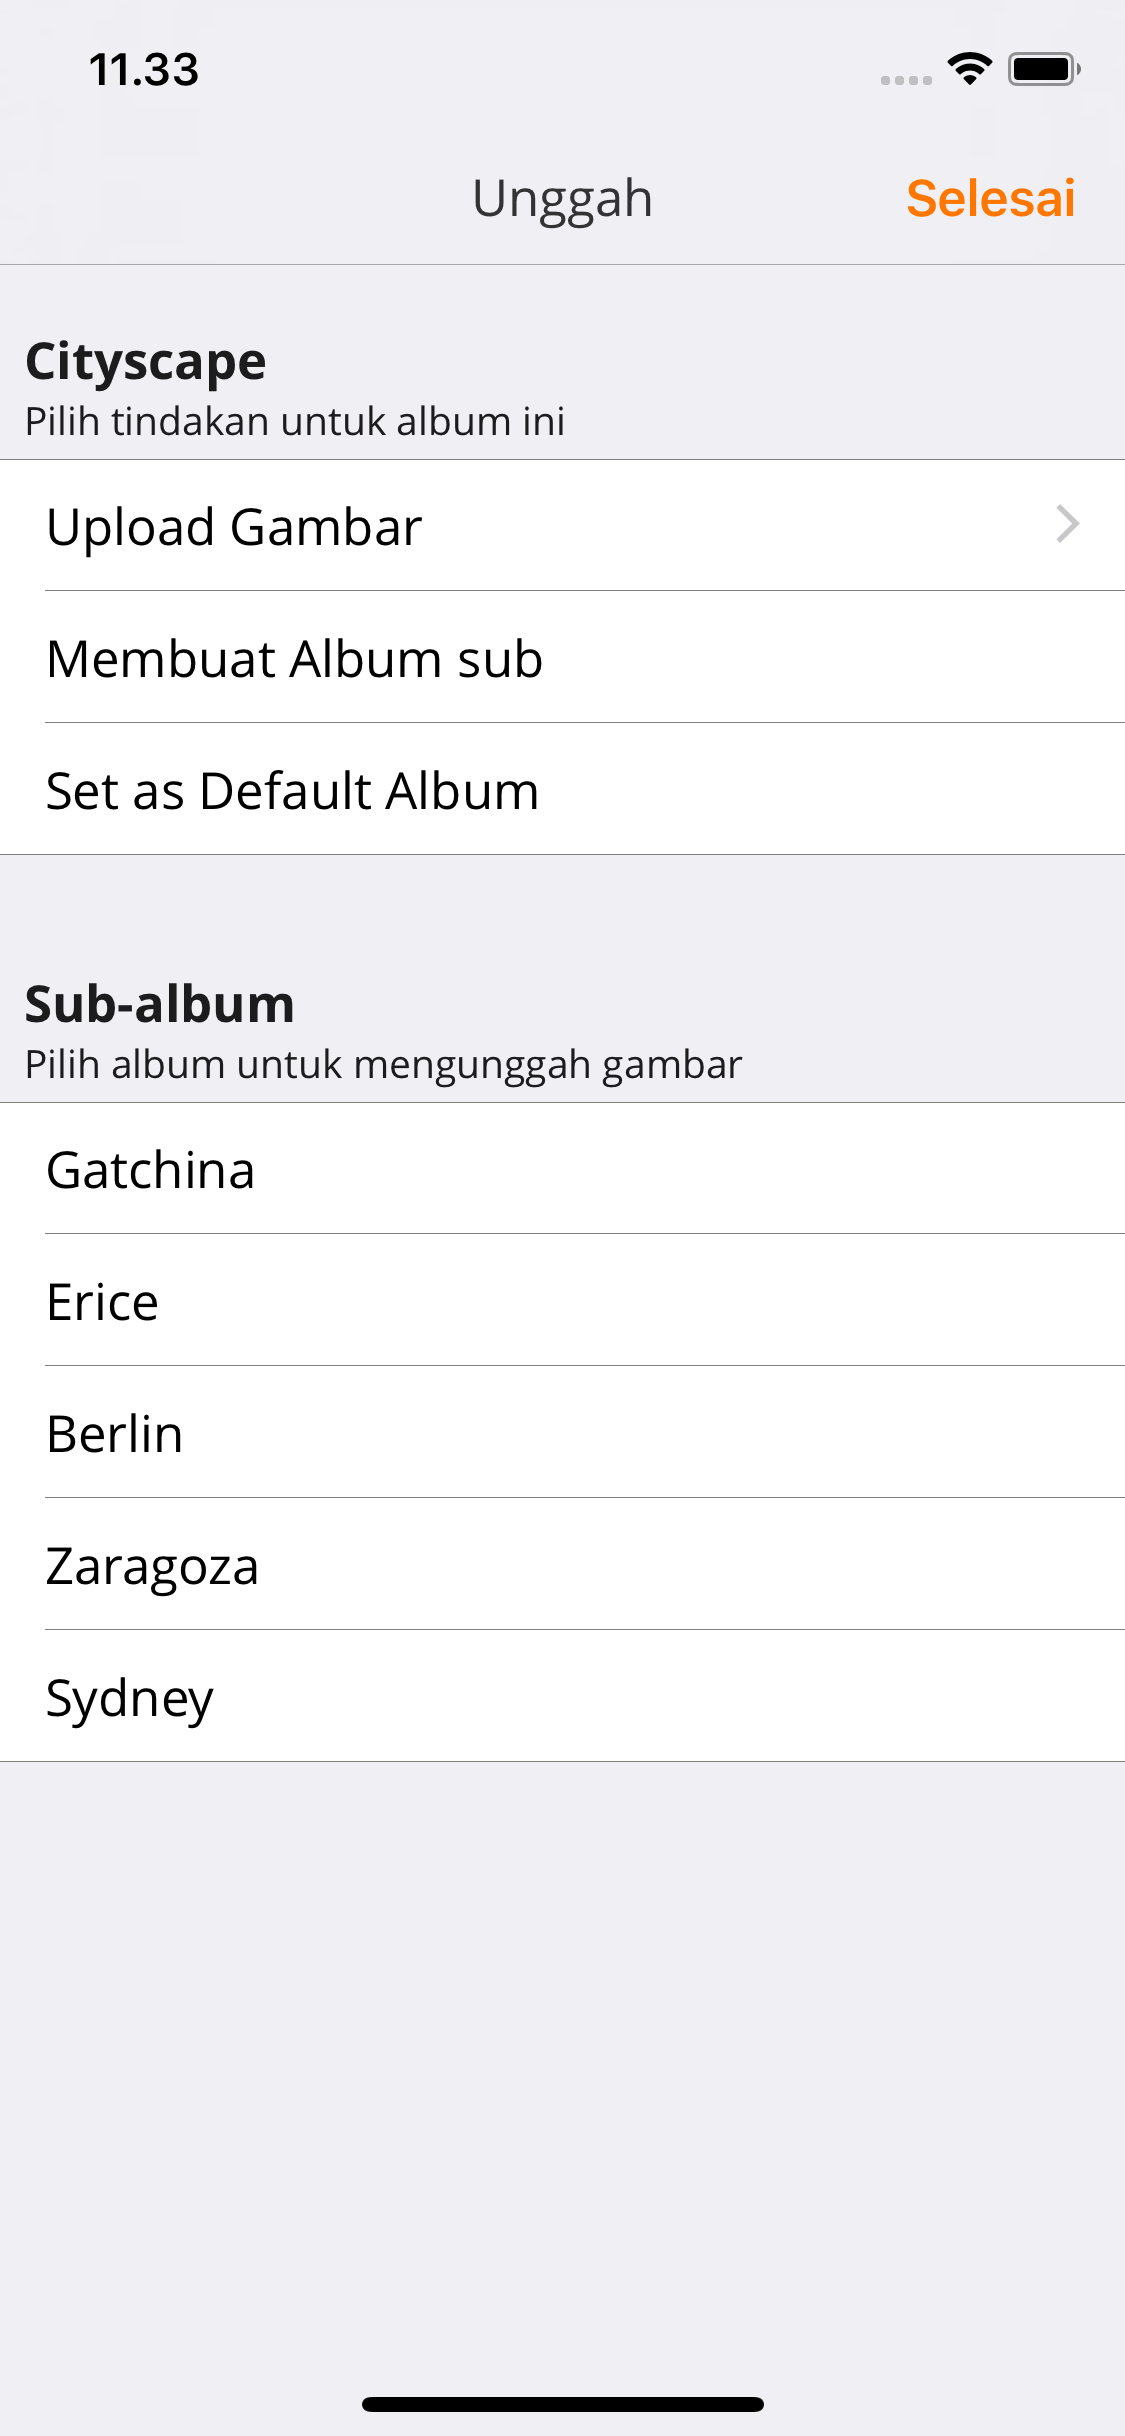 11.33
Unggah
Selesai
Cityscape
Pilih tindakan untuk album ini
Upload Gambar
Membuat Album sub
Set as Default Album
Sub-album
Pilih album untuk mengunggah gambar
Gatchina
Erice
Berlin
Zaragoza
Sydney